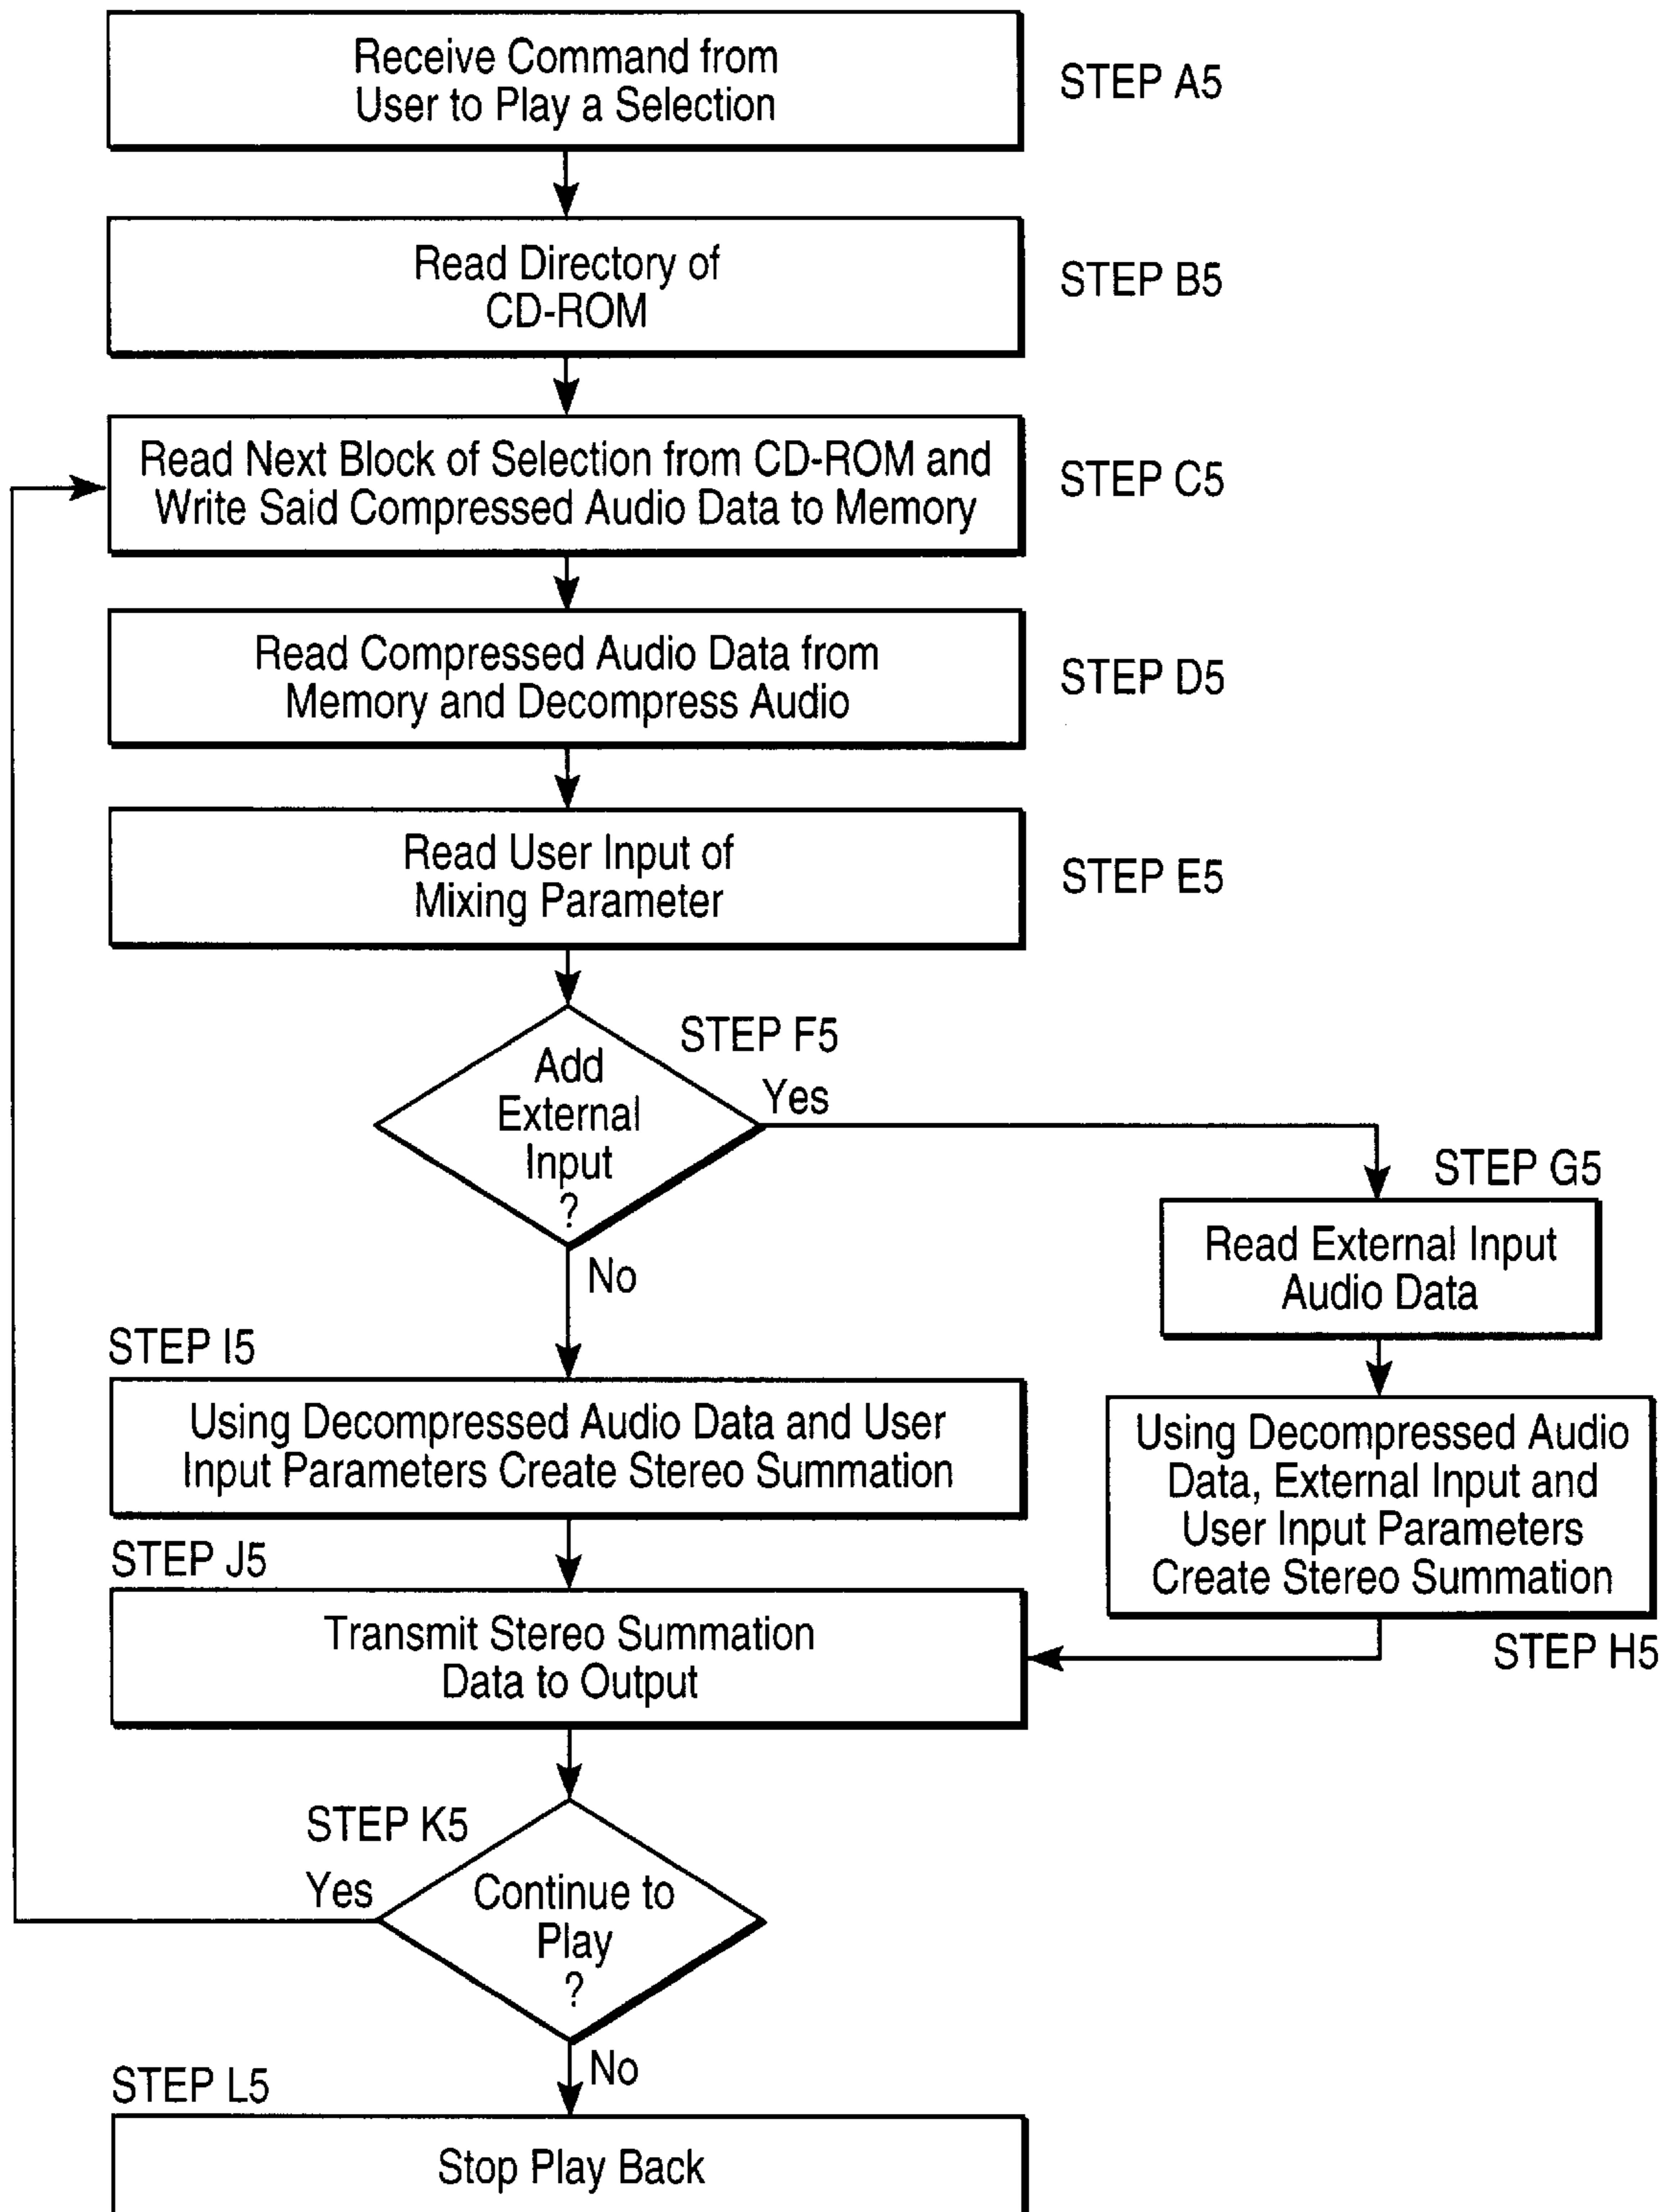 Receive Command from
User to Play a Selection
STEP A5
Read Directory of
CD-ROM
STEP B5
Read Next Block of Selection from CD-ROM and
Write Said Compressed Audio Data to Memory
STEP C5
Read Compressed Audio Data from
Memory and Decompress Audio
STEP D5
Read User Input of
Mixing Parameter
STEP E5
STEP F5
Add
External
Input
?
Yes
No
STEP G5
Read External Input
Audio Data
STEP I5
Using Decompressed Audio Data and User
Input Parameters Create Stereo Summation
Using Decompressed Audio
Data, External Input and
User Input Parameters
Create Stereo Summation
STEP H5
STEP J5
Transmit Stereo Summation
Data to Output
STEP K5
Yes
Continue to
Play
?
No
STEP L5
Stop Play Back